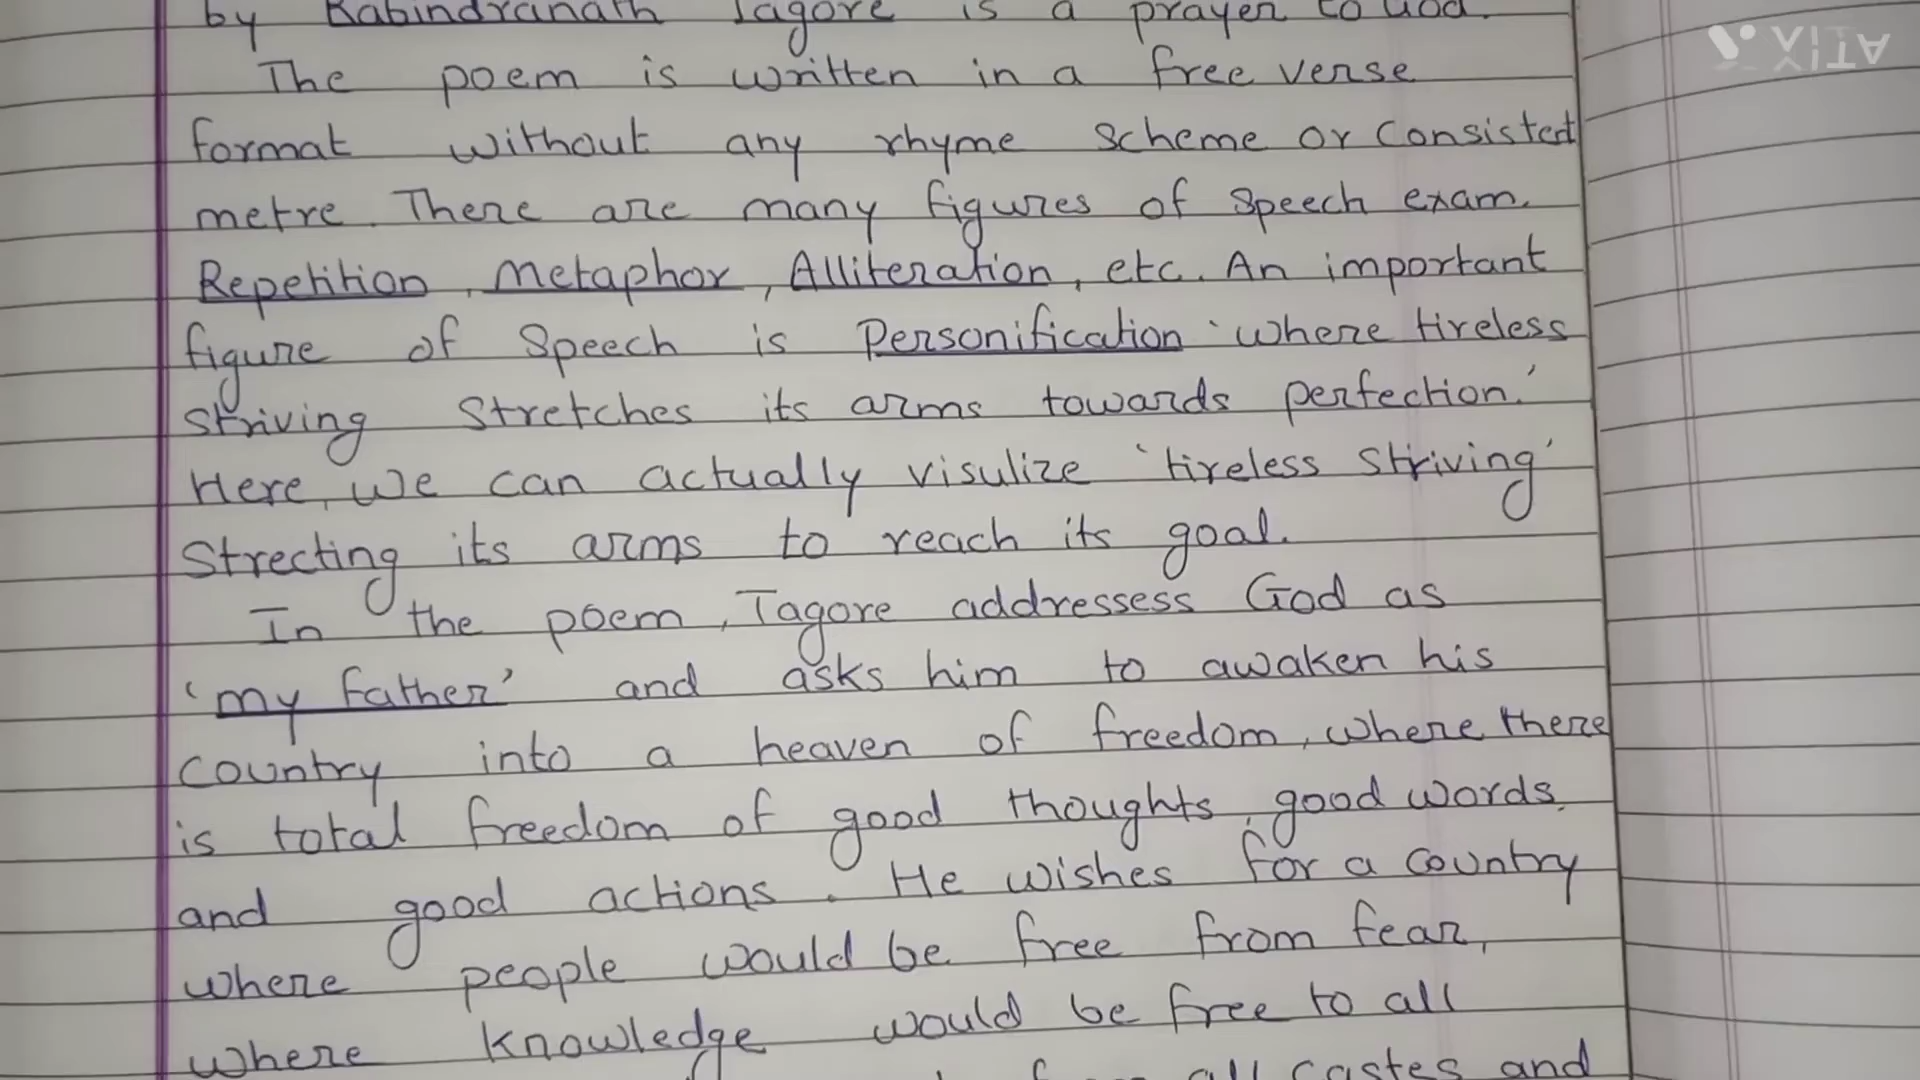 by Rabindranath Tagore is a prayer to God.
The poem is written in a free verse
format without any rhyme scheme or consistent
metre. There are many figures of speech exam.
Repetition, Metaphor, Alliteration, etc. An important
figure of speech is Personification 'where tireless
striving stretches its arms towards perfection.'
Here, we can actually visulize 'tireless striving'
Strecting its arms to reach its goal.
In the poem, Tagore addressess God as
'my father' and asks him to awaken his
country into a heaven of freedom, where there
is total freedom of good thoughts, good words,
and good actions. He wishes for a country
where people would be free from fear,
where knowledge would be free to all
all castes and